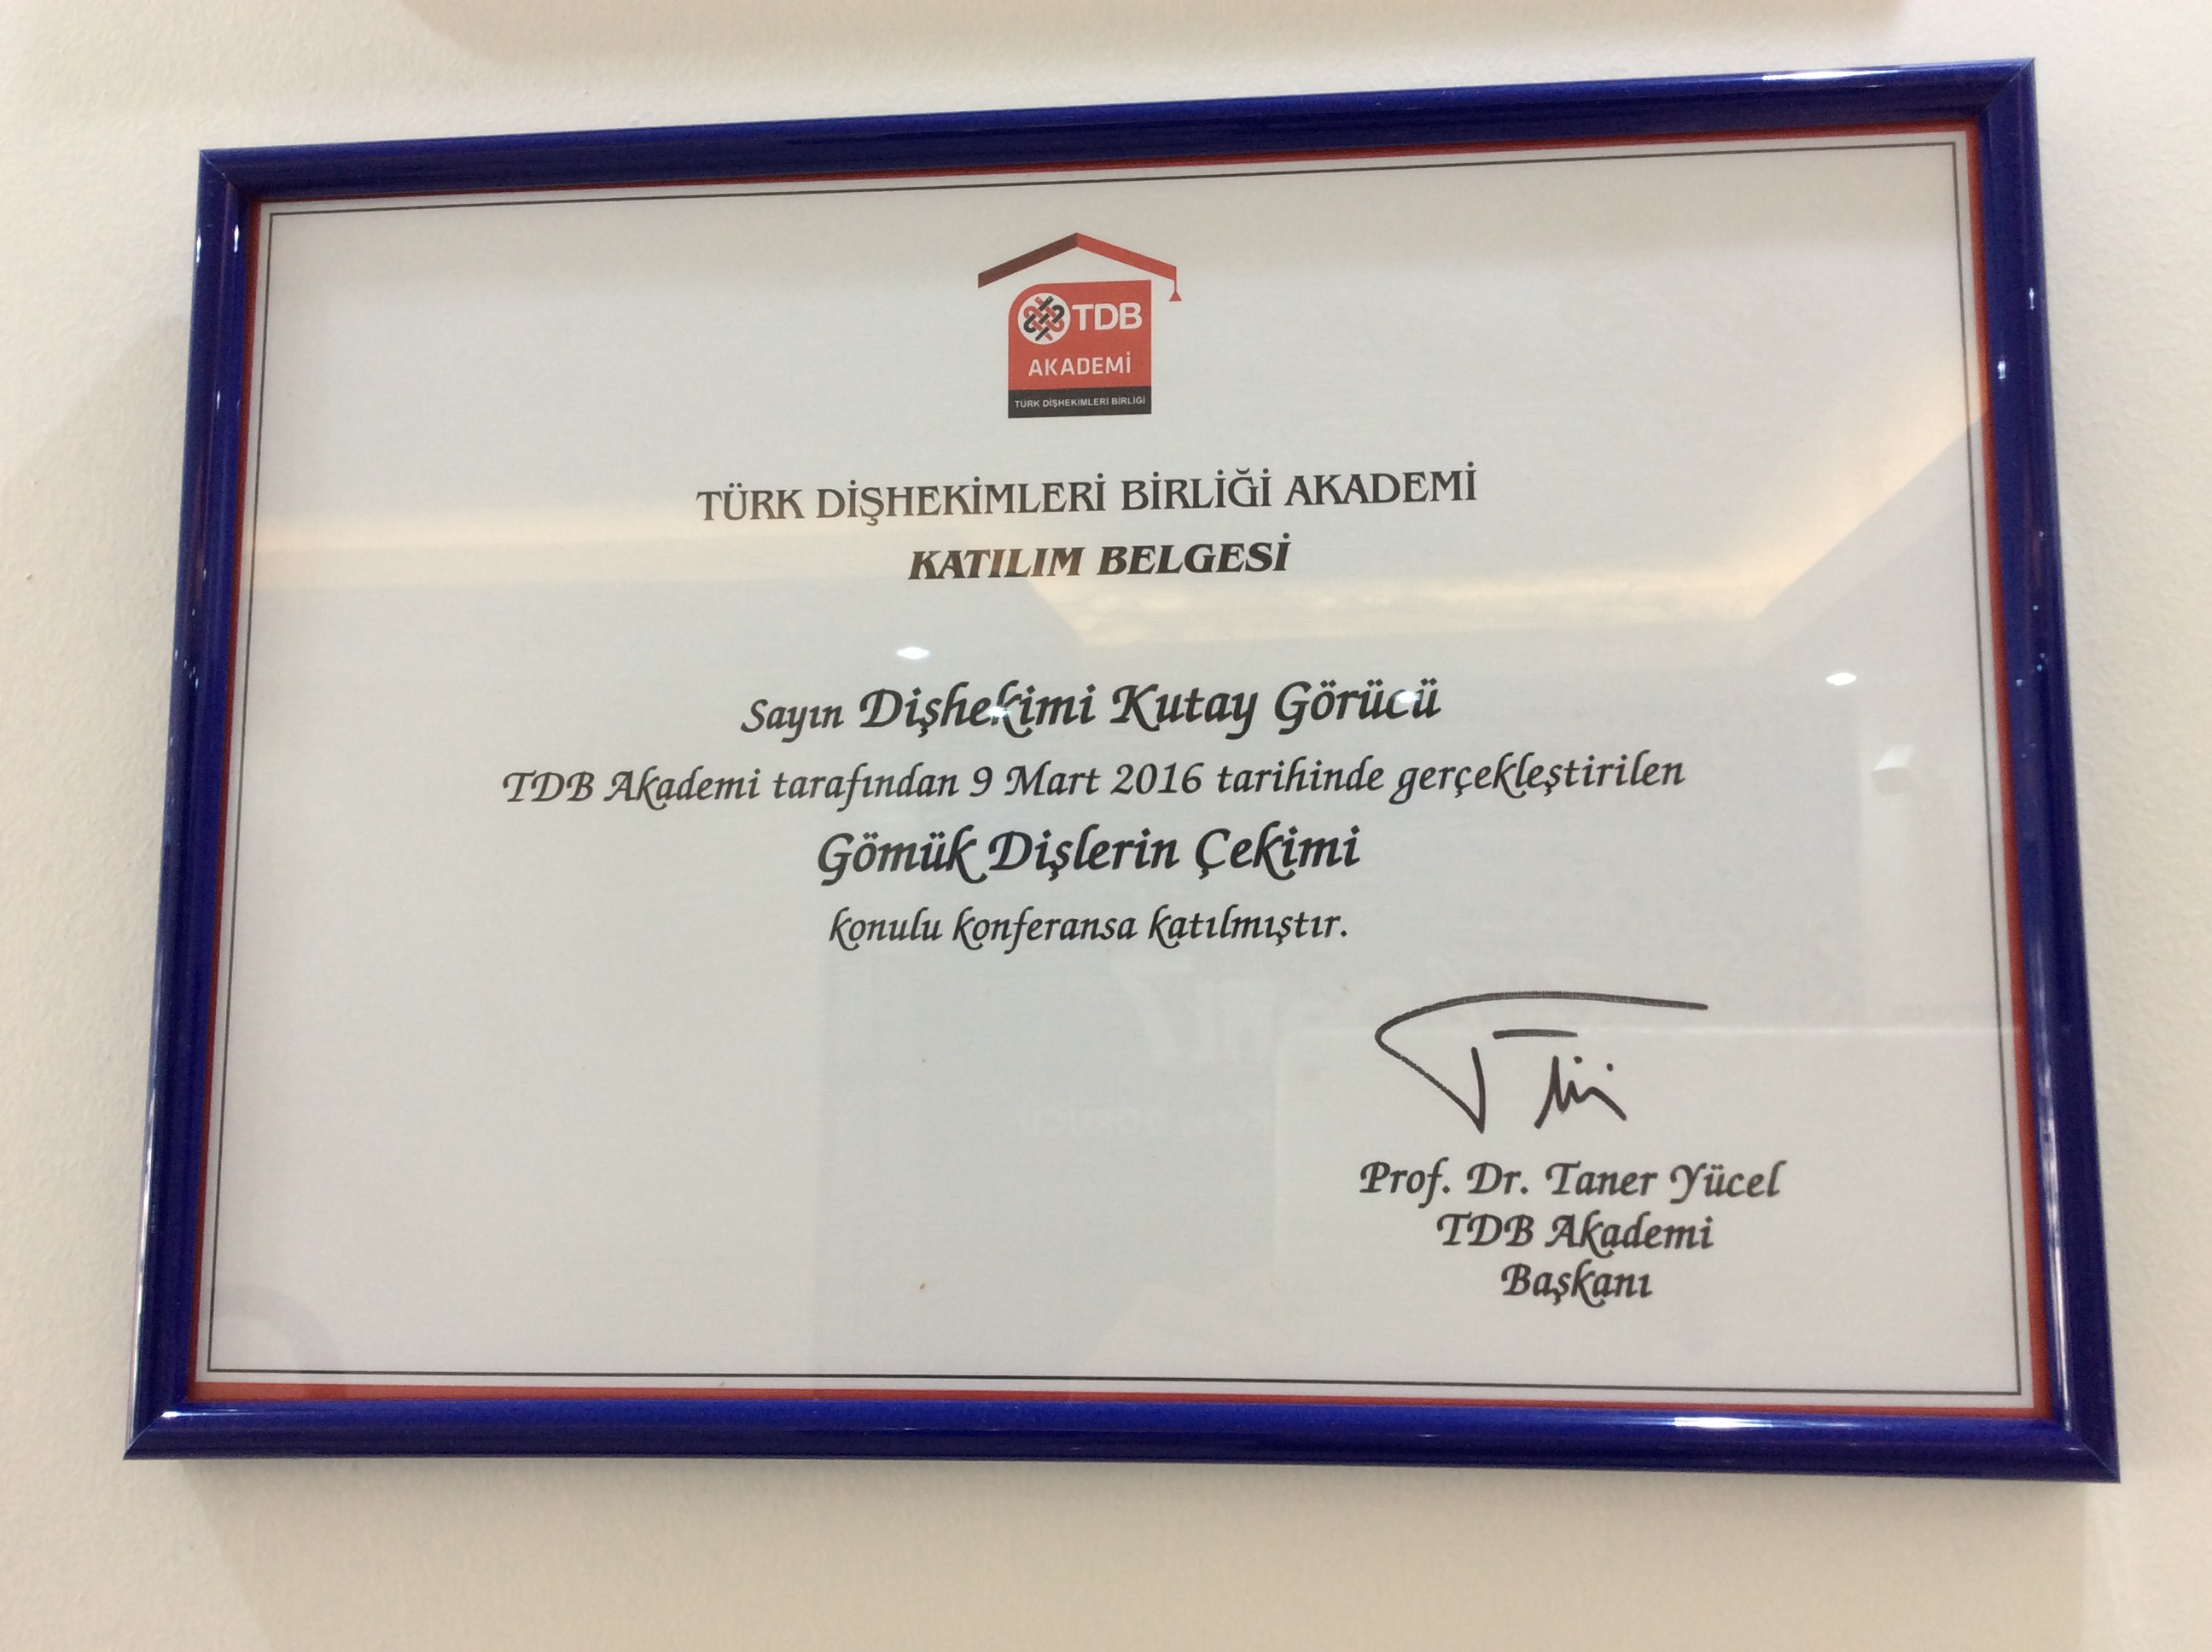 TDB
AKADEMİ
TÜRK DİŞHEKİMLERİ BİRLİĞİ
TÜRK DİŞHEKİMLERİ BİRLİĞİ AKADEMİ
KATILIM BELGESİ
Sayın Dişhekimi Kutay Görücü
TDB Akademi tarafından 9 Mart 2016 tarihinde gerçekleştirilen
Gömük Dişlerin Çekimi
konulu konferansa katılmıştır.
Prof. Dr. Taner Yücel
TDB Akademi
Başkanı